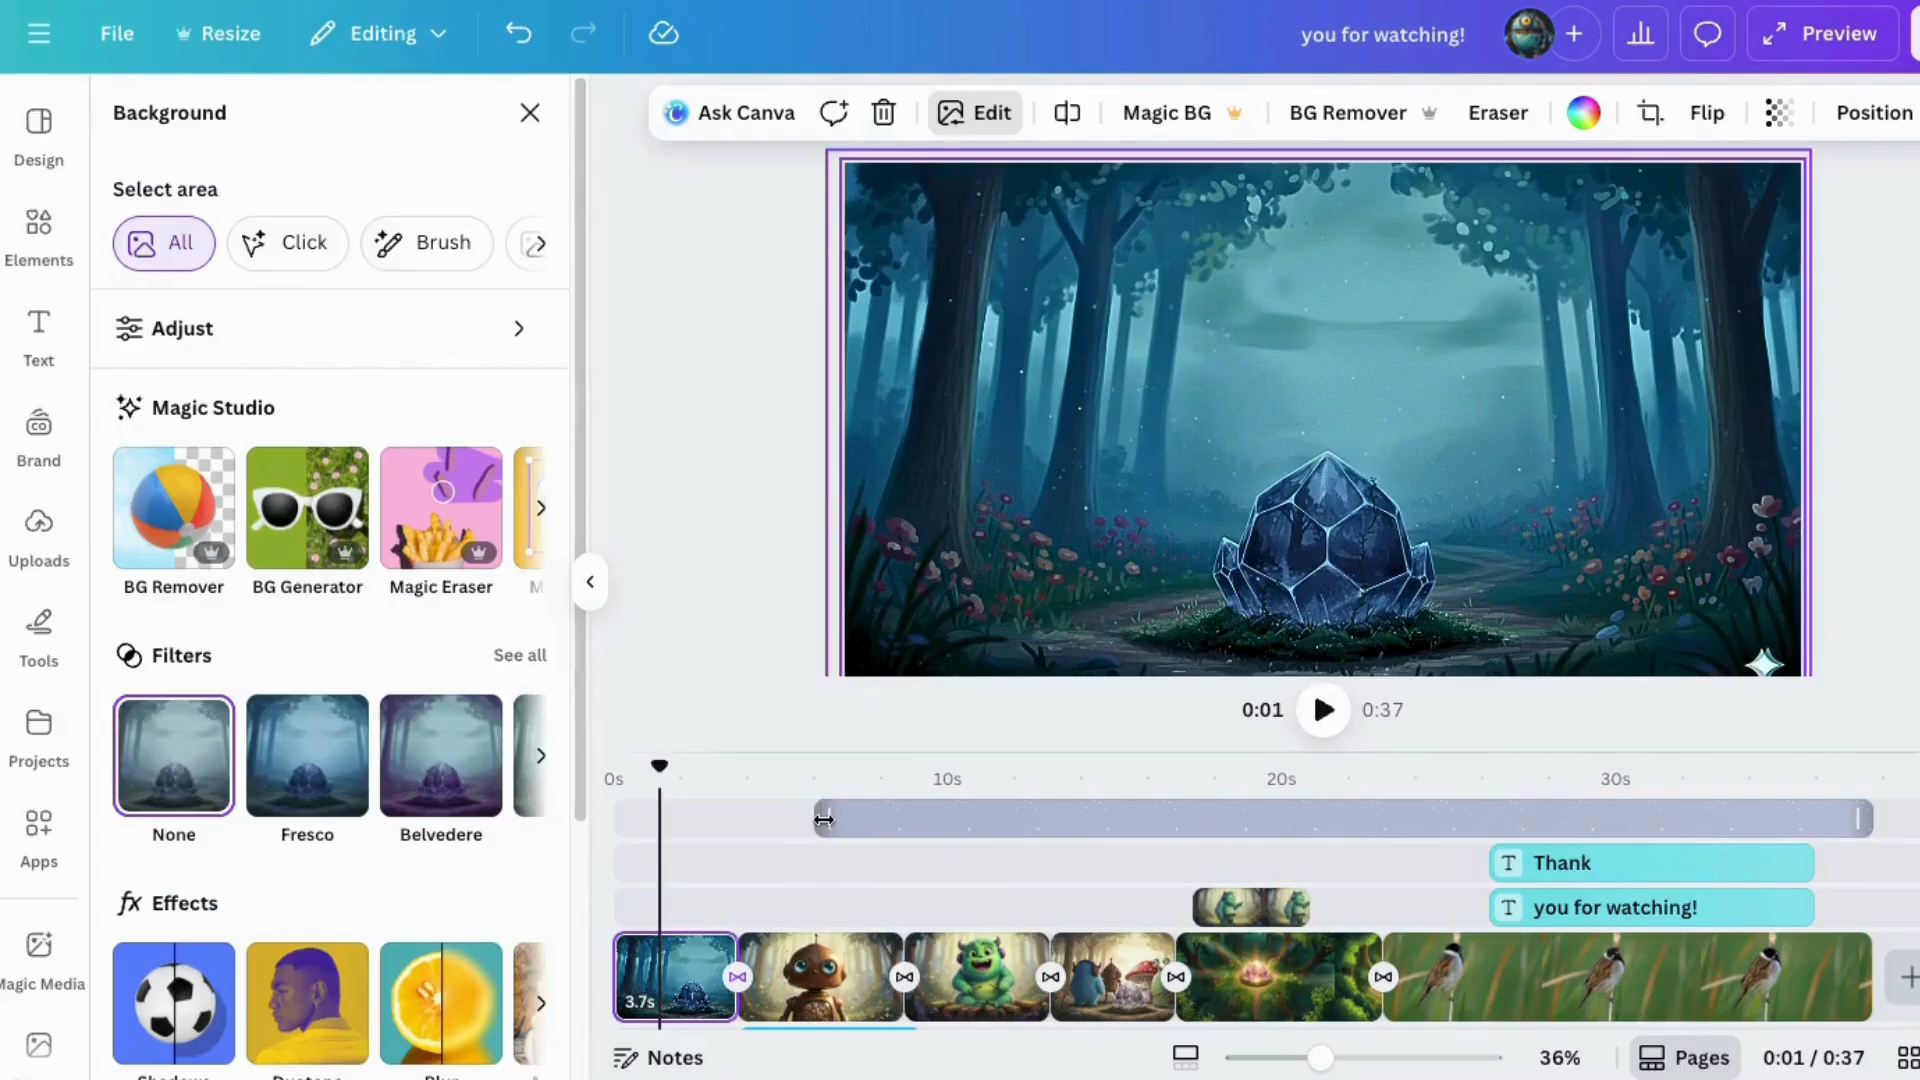 File
Resize
Editing
you for watching!
Preview
Design
Elements
Text
Brand
Uploads
Tools
Projects
Apps
Magic Media
Background
Select area
All
Click
Brush
Adjust
Magic Studio
BG Remover
BG Generator
Magic Eraser
M
Filters
See all
None
Fresco
Belvedere
Effects
Ask Canva
Edit
Magic BG
BG Remover
Eraser
Flip
Position
0:01
0:37
0s
10s
20s
30s
Thank
you for watching!
3.7s
Notes
36%
Pages
0:01 / 0:37